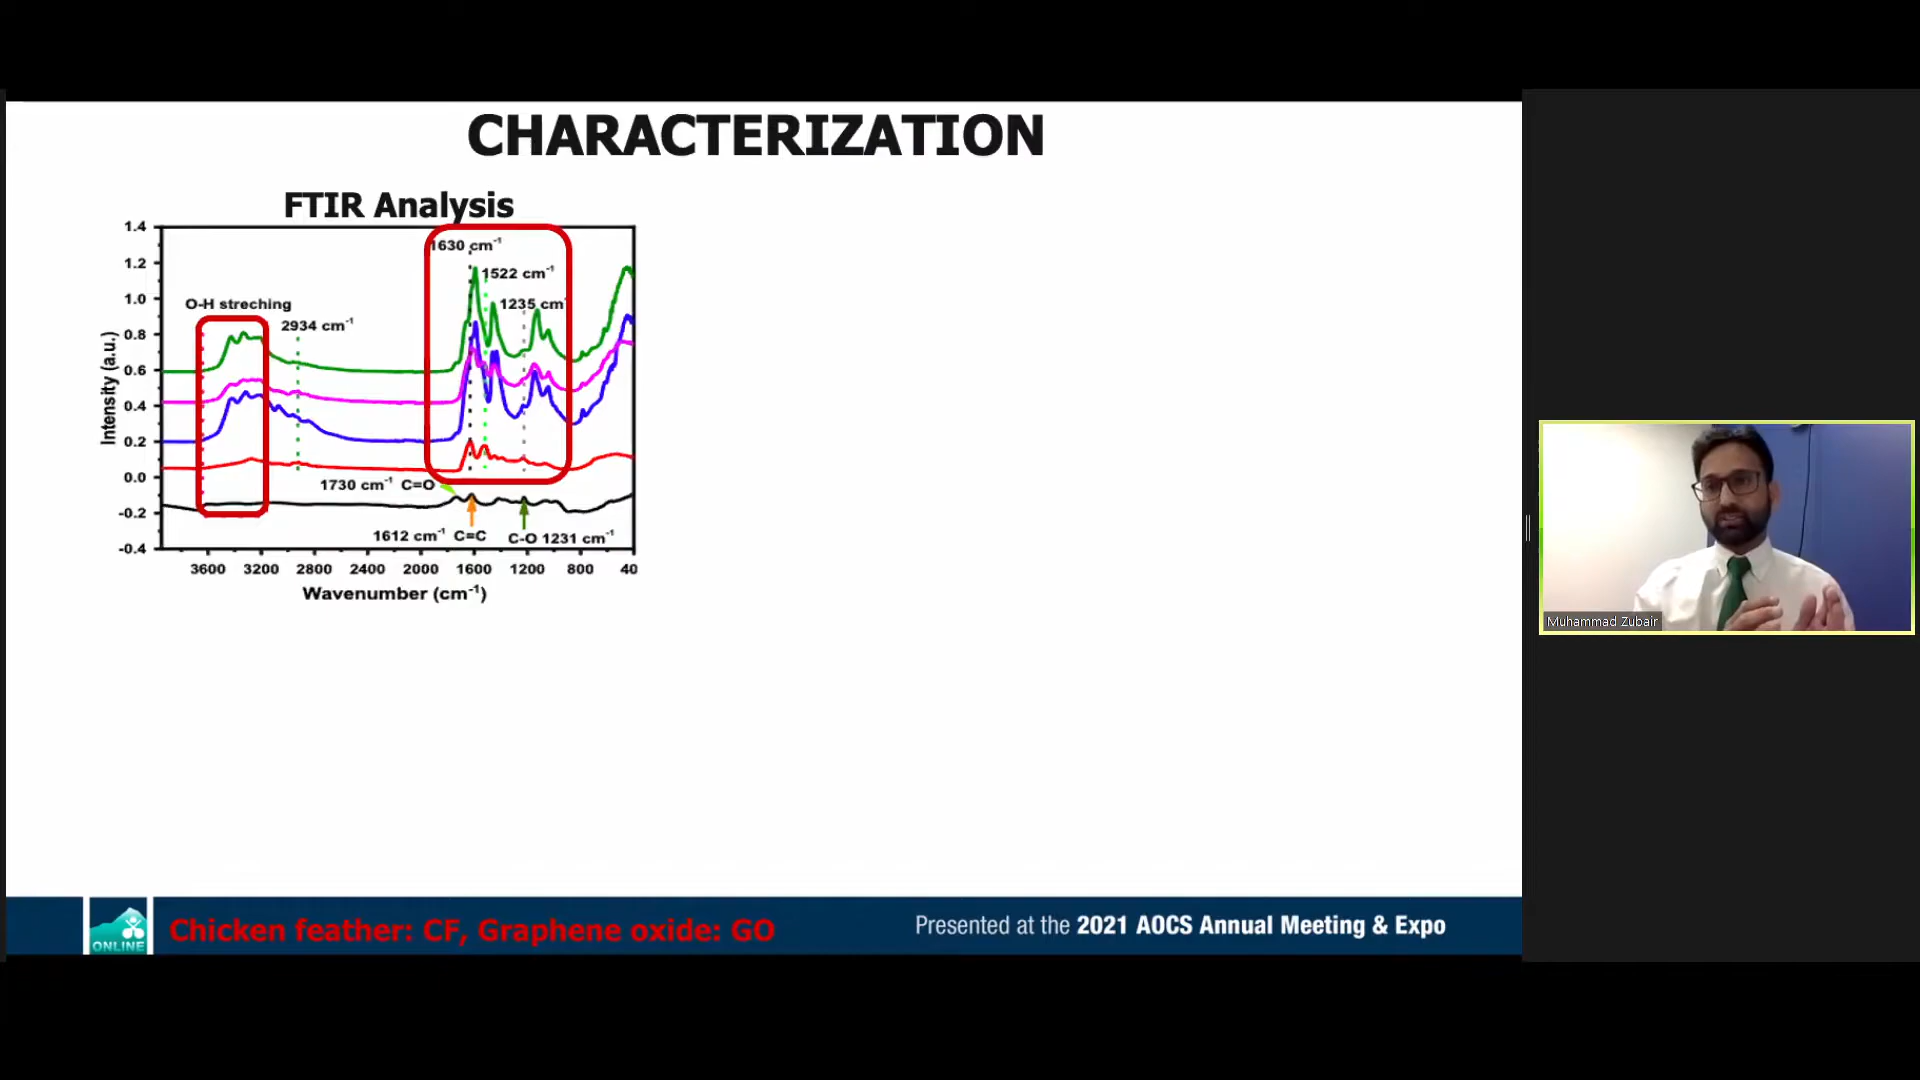 CHARACTERIZATION
FTIR Analysis
1.4
1.2
1.0
0.8
0.6
0.4
0.2
0.0
-0.2
-0.4
Intensity (a.u.)
1630 cm⁻¹
1522 cm⁻¹
1235 cm⁻
O-H streching
2934 cm⁻¹
1730 cm⁻¹ C=O
1612 cm⁻¹ C=C
C-O 1231 cm⁻¹
3600 3200 2800 2400 2000 1600 1200 800 40
Wavenumber (cm⁻¹)
Muhammad Zubair
ONLINE
Chicken feather: CF, Graphene oxide: GO
Presented at the 2021 AOCS Annual Meeting & Expo